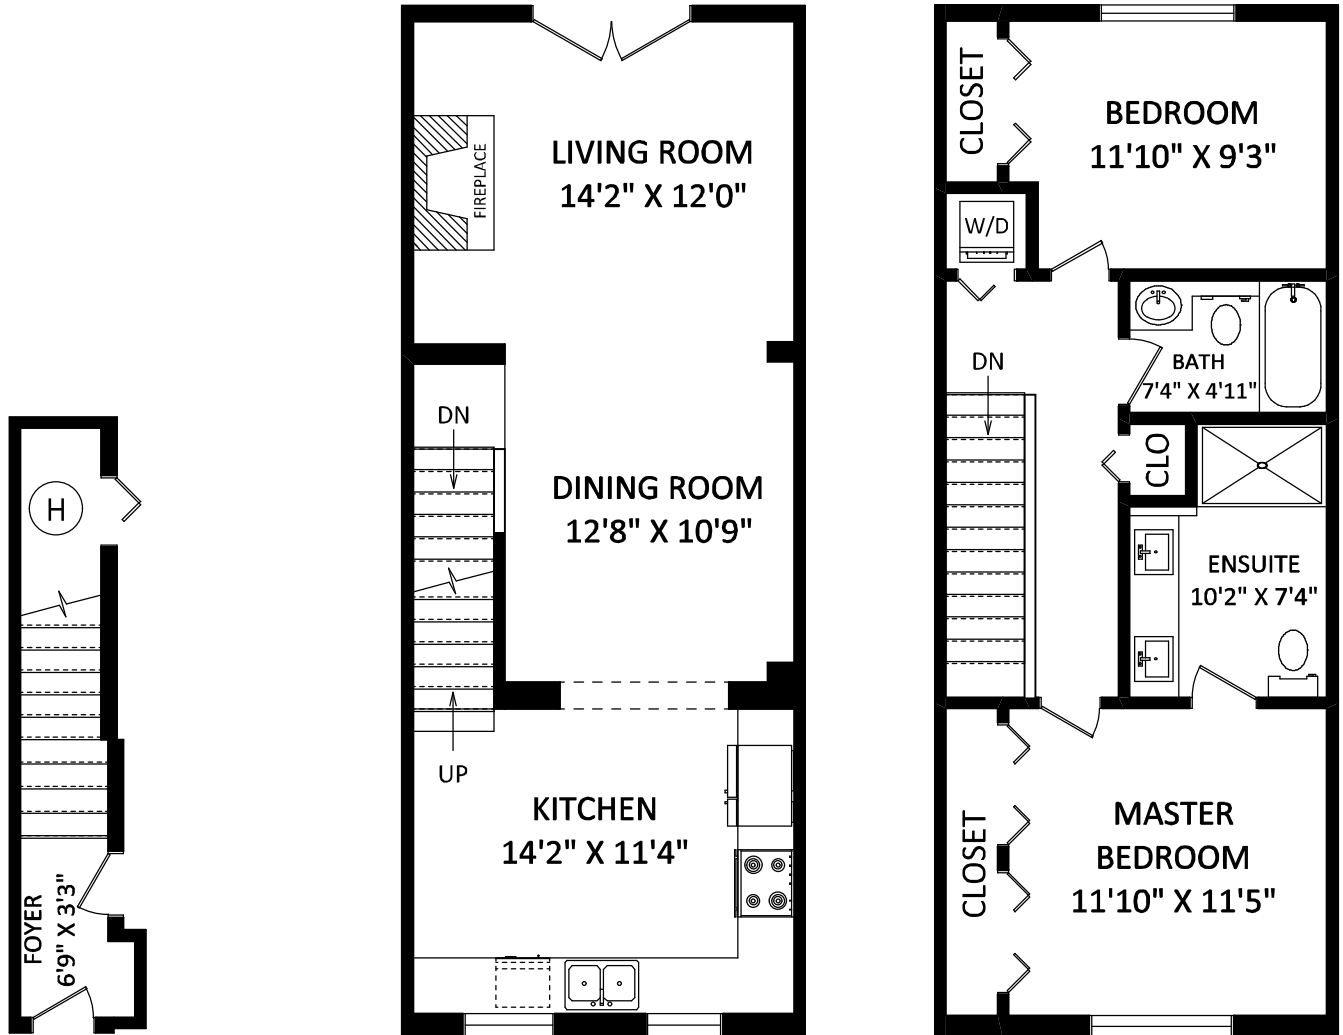 H
FOYER
6'9" X 3'3"
LIVING ROOM
14'2" X 12'0"
FIREPLACE
DN
DINING ROOM
12'8" X 10'9"
UP
KITCHEN
14'2" X 11'4"
CLOSET
BEDROOM
11'10" X 9'3"
W/D
DN
BATH
7'4" X 4'11"
CLO
ENSUITE
10'2" X 7'4"
CLOSET
MASTER
BEDROOM
11'10" X 11'5"